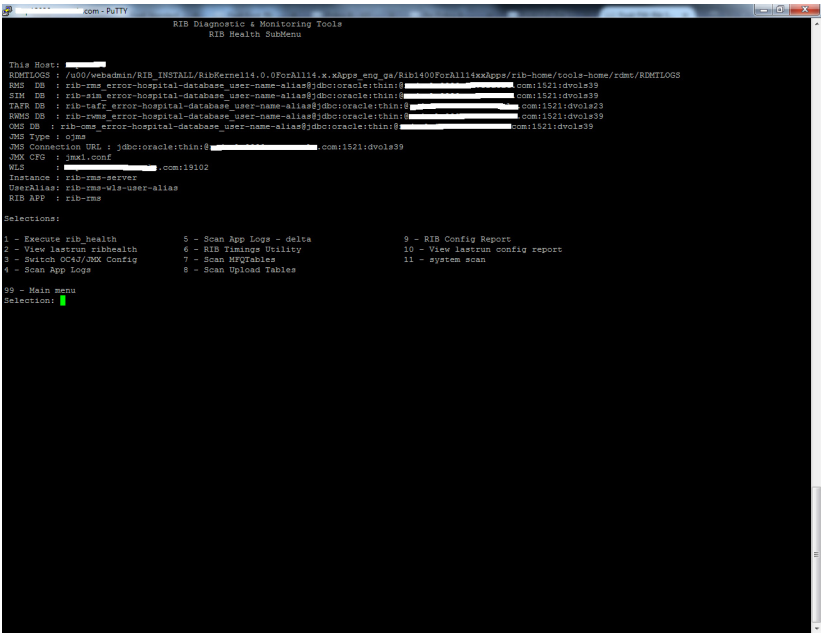 .com - PuTTY
RIB Diagnostic & Monitoring Tools
RIB Health SubMenu
This Host:
RDMTLOGS : /u00/webadmin/RIB_INSTALL/RibKernel14.0.0ForAll14.x.xApps_eng_ga/Rib1400ForAll14xxApps/rib-home/tools-home/rdmt/RDMTLOGS
RMS DB : rib-rms_error-hospital-database_user-name-alias@jdbc:oracle:thin:@ .com:1521:dvols39
SIM DB : rib-sim_error-hospital-database_user-name-alias@jdbc:oracle:thin:@ .com:1521:dvols39
TAFR DB : rib-tafr_error-hospital-database_user-name-alias@jdbc:oracle:thin:@ .com:1521:dvols23
RWMS DB : rib-rwms_error-hospital-database_user-name-alias@jdbc:oracle:thin:@ .com:1521:dvols39
OMS DB : rib-oms_error-hospital-database_user-name-alias@jdbc:oracle:thin:@ com:1521:dvols39
JMS Type : ojms
JMS Connection URL : jdbc:oracle:thin:@ .com:1521:dvols39
JMX CFG : jmx1.conf
WLS : .com:19102
Instance : rib-rms-server
UserAlias: rib-rms-wls-user-alias
RIB APP : rib-rms
Selections:
1 - Execute rib_health 5 - Scan App Logs - delta 9 - RIB Config Report
2 - View lastrun ribhealth 6 - RIB Timings Utility 10 - View lastrun config report
3 - Switch OC4J/JMX Config 7 - Scan MFQTables 11 - system scan
4 - Scan App Logs 8 - Scan Upload Tables
99 - Main menu
Selection: